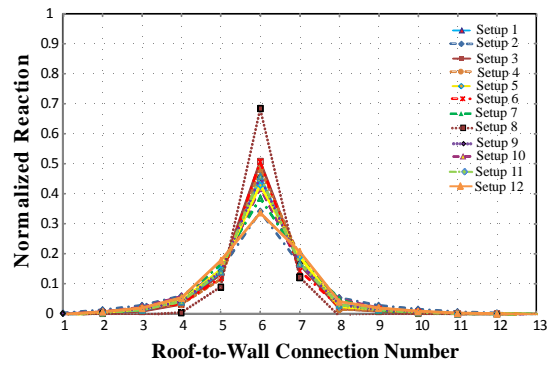 1
0.9
0.8
0.7
0.6
0.5
0.4
0.3
0.2
0.1
0
Normalized Reaction
1 2 3 4 5 6 7 8 9 10 11 12 13
Roof-to-Wall Connection Number
Setup 1
Setup 2
Setup 3
Setup 4
Setup 5
Setup 6
Setup 7
Setup 8
Setup 9
Setup 10
Setup 11
Setup 12